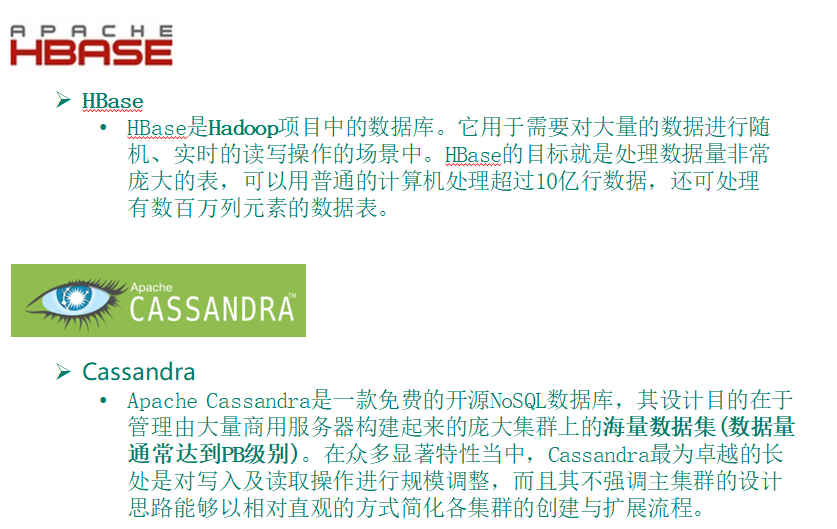 APACHE
HBASE
HBase
HBase是Hadoop项目中的数据库。它用于需要对大量的数据进行随
机、实时的读写操作的场景中。HBase的目标就是处理数据量非常
庞大的表，可以用普通的计算机处理超过10亿行数据，还可处理
有数百万列元素的数据表。
Apache
CASSANDRA™
Cassandra
Apache Cassandra是一款免费的开源NoSQL数据库，其设计目的在于
管理由大量商用服务器构建起来的庞大集群上的海量数据集(数据量
通常达到PB级别)。在众多显著特性当中，Cassandra最为卓越的长
处是对写入及读取操作进行规模调整，而且其不强调主集群的设计
思路能够以相对直观的方式简化各集群的创建与扩展流程。